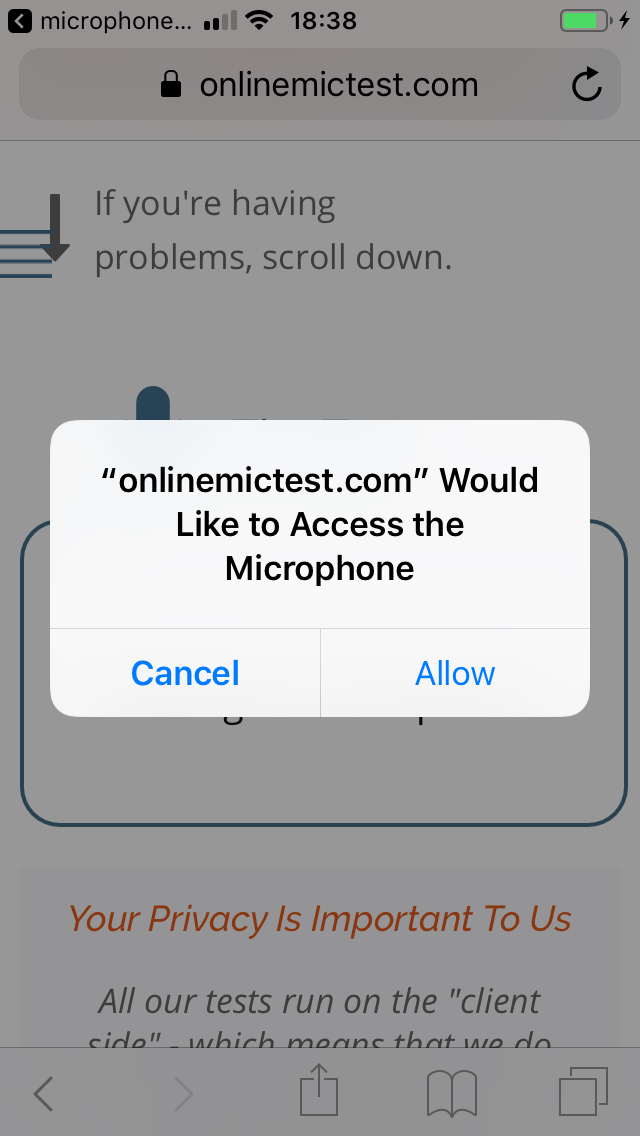 microphone... 18:38
onlinemictest.com
If you're having
problems, scroll down.
“onlinemictest.com” Would
Like to Access the
Microphone
Cancel Allow
Your Privacy Is Important To Us
All our tests run on the "client
side" - which means that we do